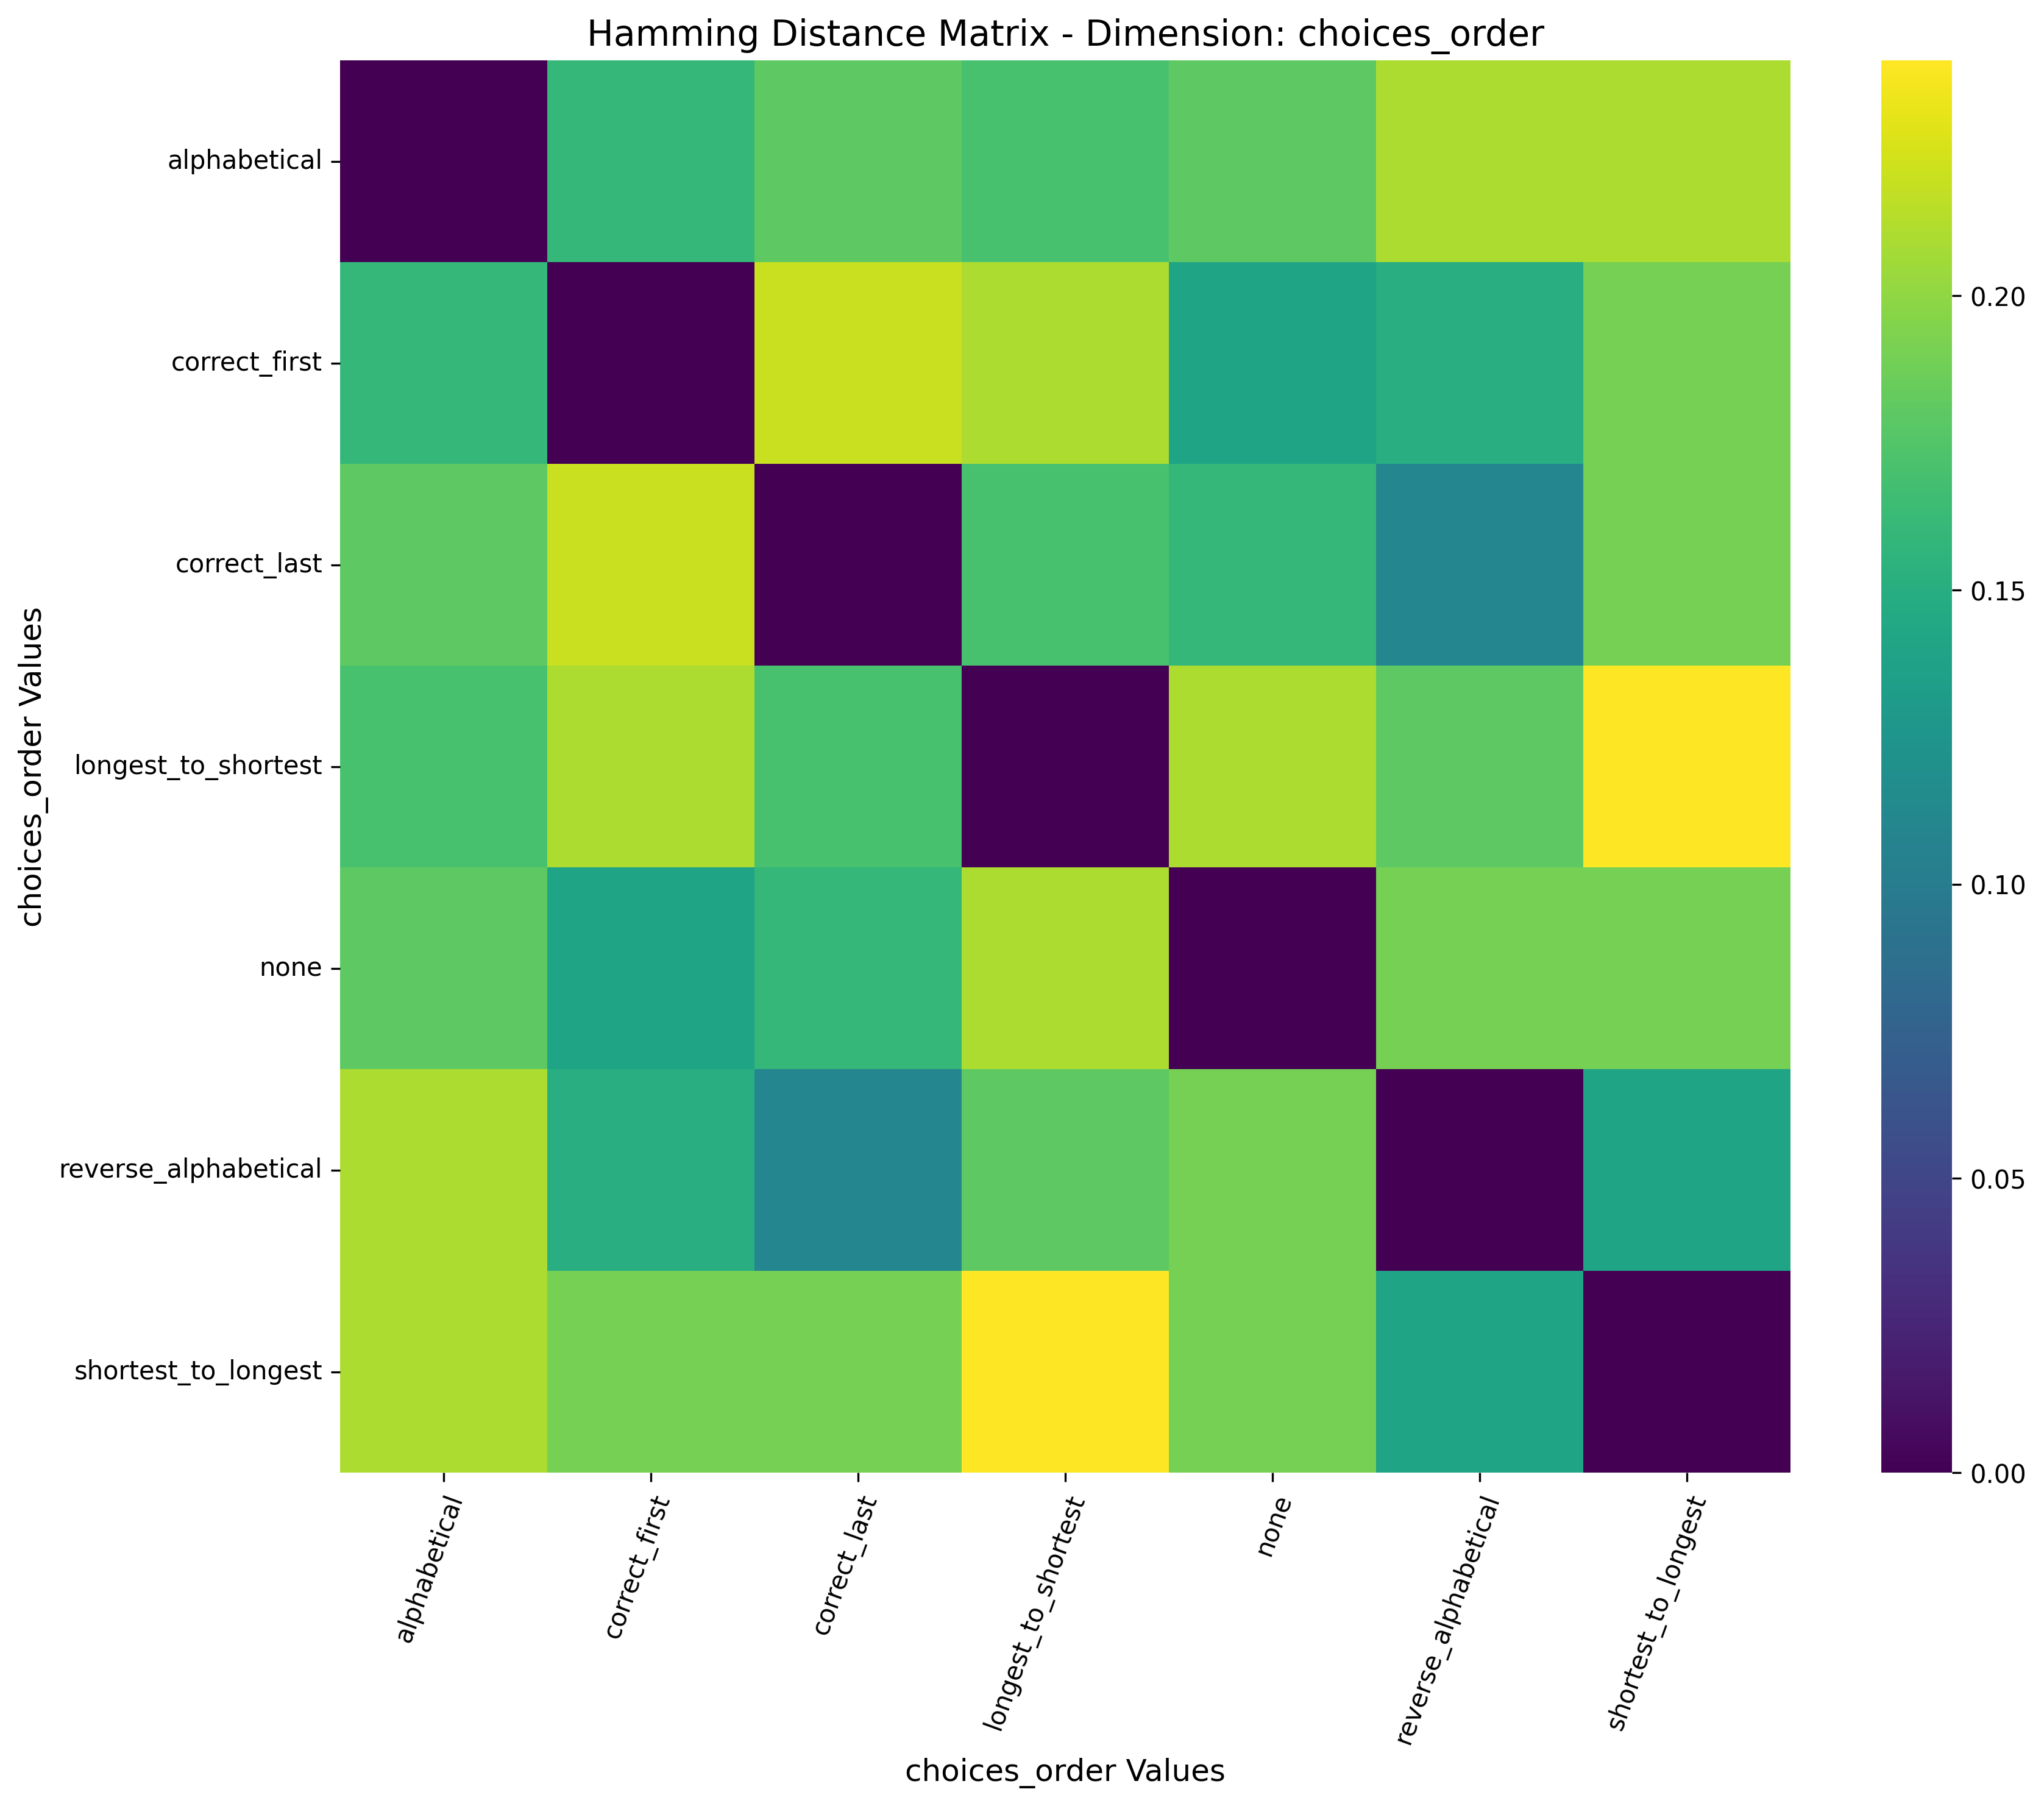 Hamming Distance Matrix - Dimension: choices_order
choices_order Values
alphabetical
correct_first
correct_last
longest_to_shortest
none
reverse_alphabetical
shortest_to_longest
alphabetical
correct_first
correct_last
longest_to_shortest
none
reverse_alphabetical
shortest_to_longest
choices_order Values
0.20
0.15
0.10
0.05
0.00